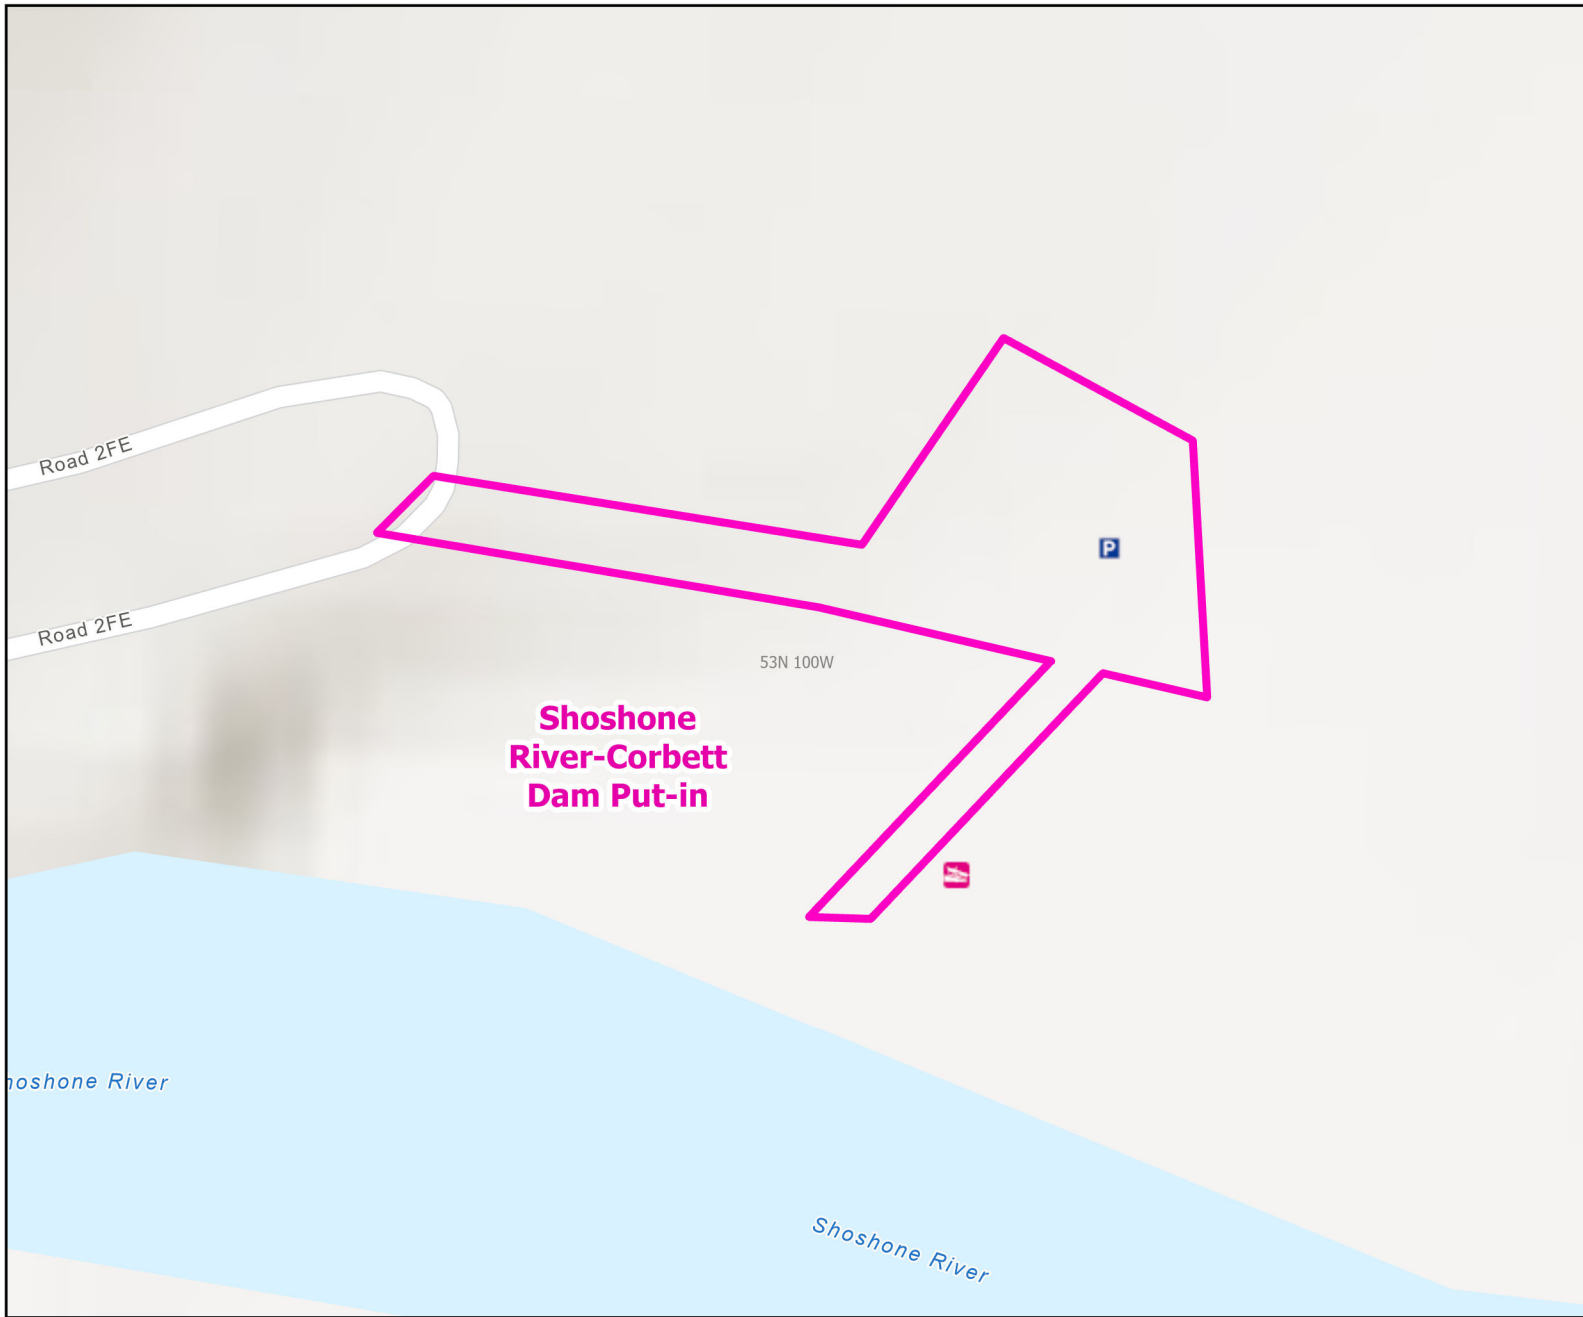 Road 2FE
P
Road 2FE
53N 100W
Shoshone
River-Corbett
Dam Put-in
hoshone River
Shoshone River